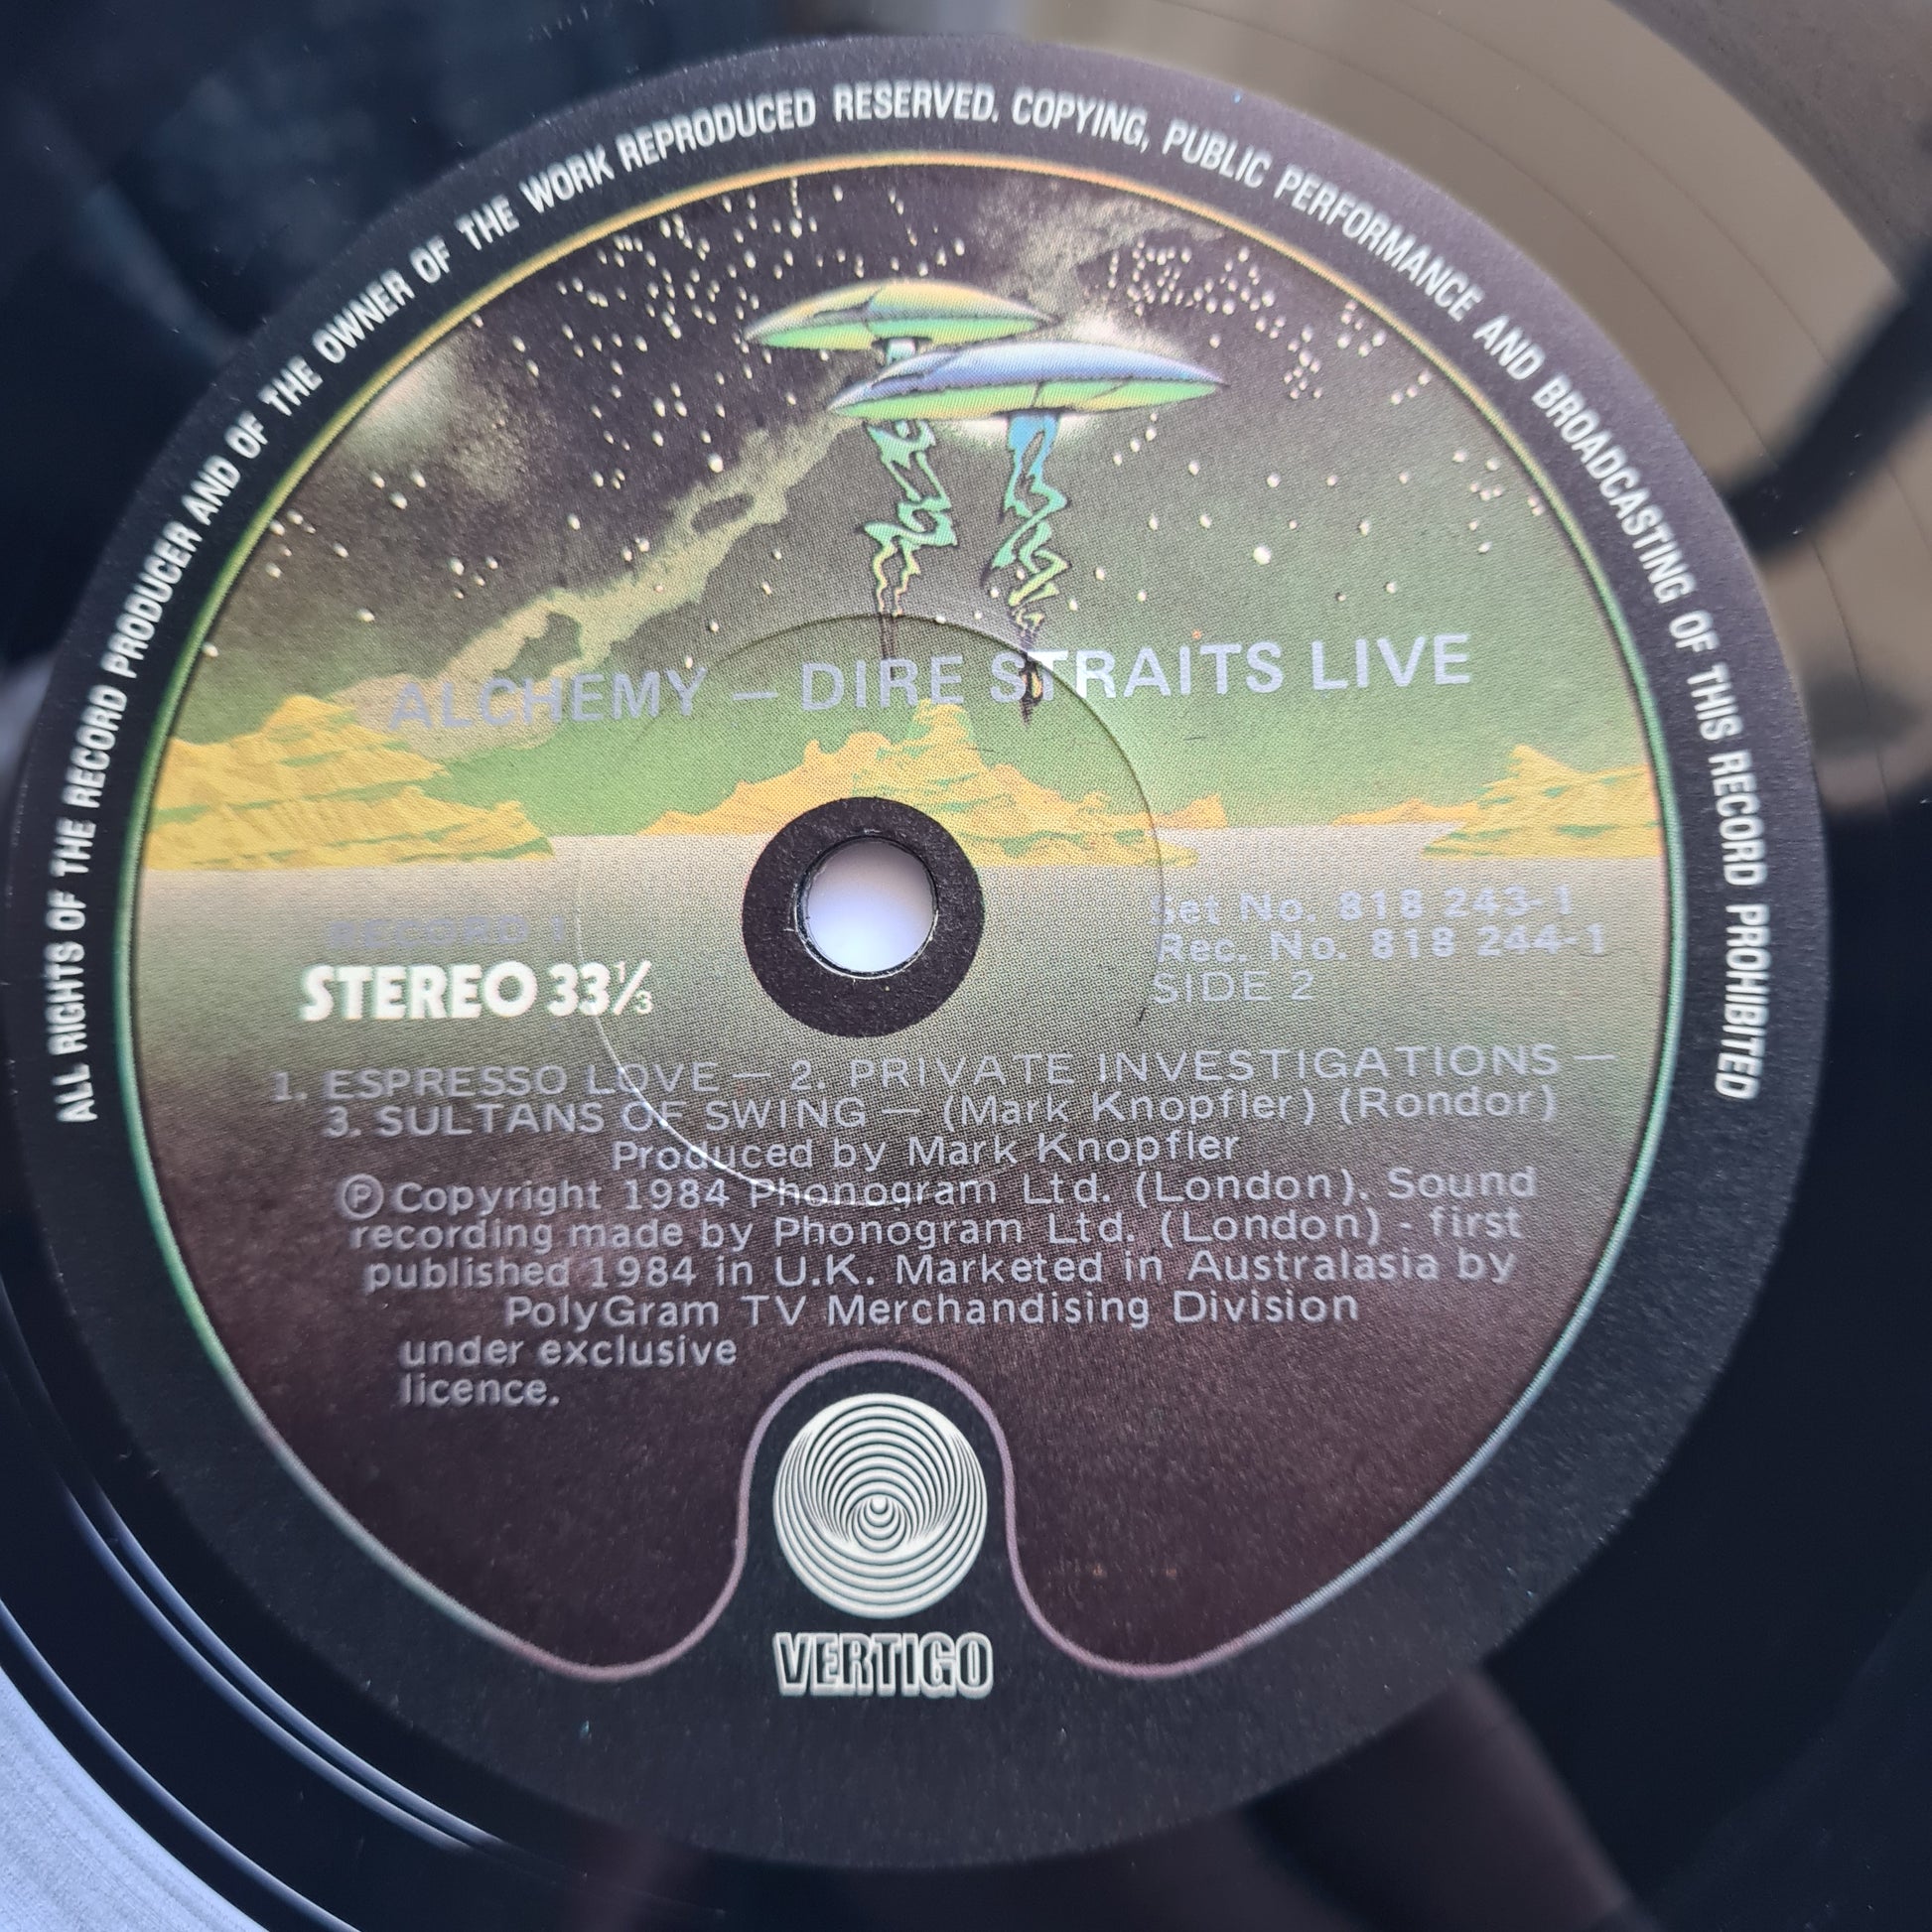 ALL RIGHTS OF THE RECORD PRODUCER AND OF THE OWNER OF THE WORK REPRODUCED RESERVED. COPYING, PUBLIC PERFORMANCE AND BROADCASTING OF THIS RECORD PROHIBITED
ALCHEMY – DIRE STRAITS LIVE
RECORD 1
STEREO 33⅓
Set No. 818 243-1
Rec. No. 818 244-1
SIDE 2
1. ESPRESSO LOVE — 2. PRIVATE INVESTIGATIONS —
3. SULTANS OF SWING — (Mark Knopfler) (Rondor)
Produced by Mark Knopfler
Ⓟ Copyright 1984 Phonogram Ltd. (London). Sound
recording made by Phonogram Ltd. (London) - first
published 1984 in U.K. Marketed in Australasia by
PolyGram TV Merchandising Division
under exclusive
licence.
VERTIGO